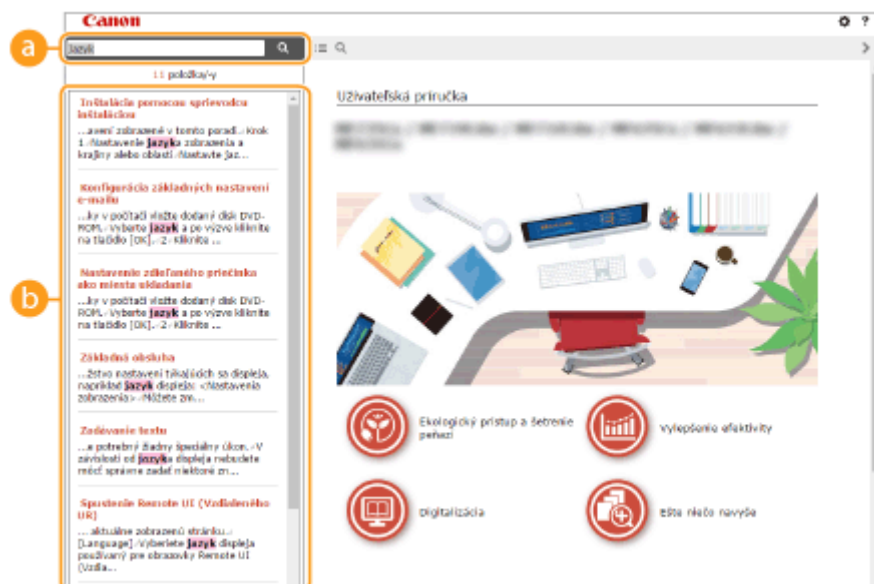 Canon
?
a
jazyk
11 položka/-y
Užívateľská príručka
b
Inštalácia pomocou sprievodcu
inštaláciou
...avení zobrazené v tomto poradí. Krok
1 Nastavenie jazyka zobrazenia a
krajiny alebo oblasti Nastavte jaz...
Konfigurácia základných nastavení
e-mailu
...ky v počítači vložte dodaný disk DVD-
ROM. Vyberte jazyk a po výzve kliknite
na tlačidlo [OK]. 2 Kliknite ...
Nastavenie zdieľaného priečinka
ako miesta ukladania
...ky v počítači vložte dodaný disk DVD-
ROM. Vyberte jazyk a po výzve kliknite
na tlačidlo [OK]. 2 Kliknite ...
Základná obsluha
...žstvo nastavení týkajúcich sa displeja,
napríklad jazyk displeja: <Nastavenia
zobrazenia> Môžete zm...
Zadávanie textu
...e potrebný žiadny špeciálny úkon. V
závislosti od jazyka displeja nebudete
môcť správne zadať niektoré zn...
Spustenie Remote UI (Vzdialeného
UR)
... aktuálne zobrazenú stránku.
[Language] Vyberiete jazyk displeja
používaný pre obrazovky Remote UI
(Vzdia...
Ekologický prístup a šetrenie
peňazí
Vylepšenie efektivity
Digitalizácia
Ešte niečo navyše